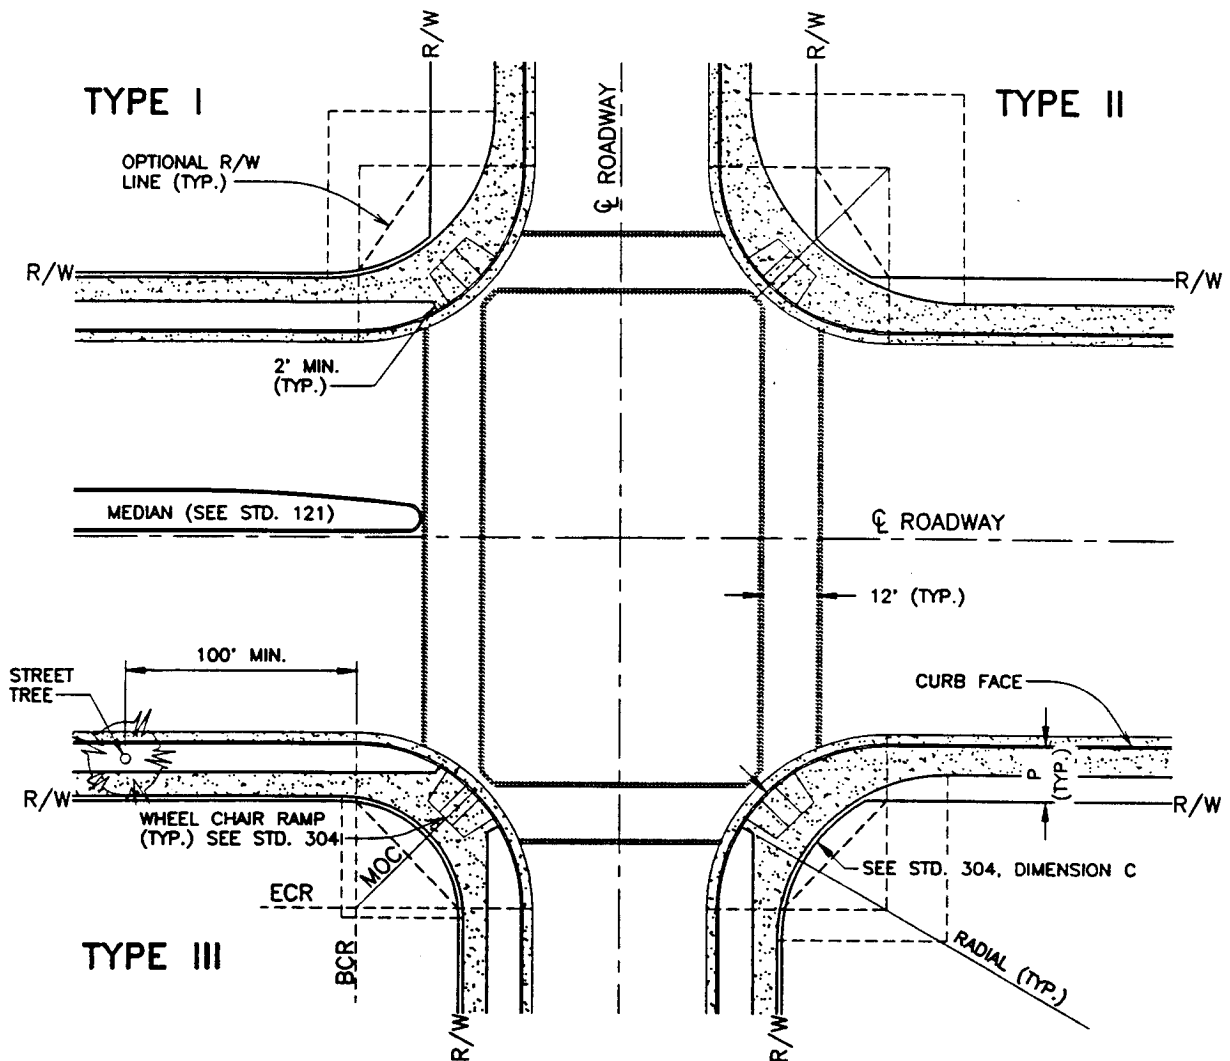 R/W
R/W
TYPE I
TYPE II
OPTIONAL R/W
LINE (TYP.)
℄ ROADWAY
R/W
R/W
2' MIN.
(TYP.)
MEDIAN (SEE STD. 121)
℄ ROADWAY
12' (TYP.)
100' MIN.
STREET
TREE
CURB FACE
P
(TYP.)
R/W
R/W
WHEEL CHAIR RAMP
(TYP.) SEE STD. 304
MOC
SEE STD. 304, DIMENSION C
ECR
TYPE III
BCR
RADIAL (TYP.)
R/W
R/W